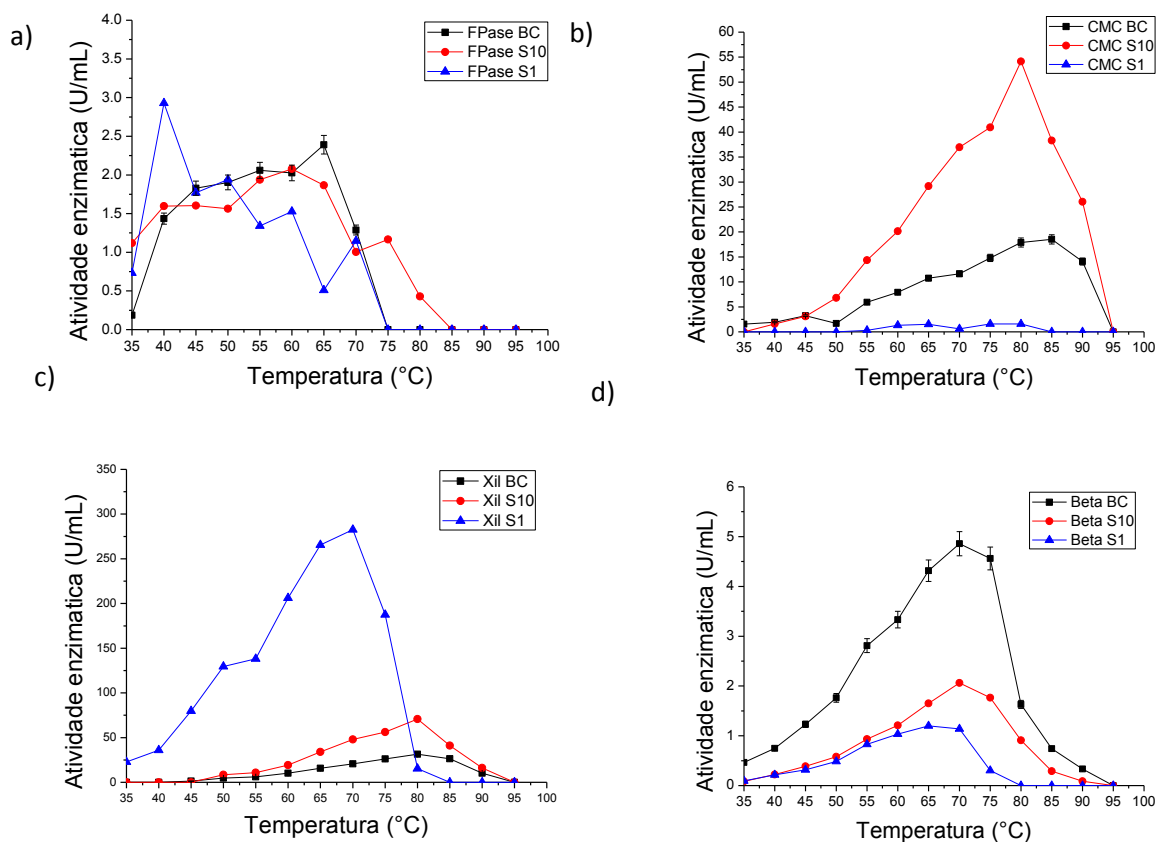 a)
4.0
3.5
3.0
2.5
2.0
1.5
1.0
0.5
0.0
35 40 45 50 55 60 65 70 75 80 85 90 95 100
Atividade enzimatica (U/mL)
Temperatura (°C)
FPase BC
FPase S10
FPase S1
b)
60
55
50
45
40
35
30
25
20
15
10
5
0
35 40 45 50 55 60 65 70 75 80 85 90 95 100
Atividade enzimatica (U/mL)
Temperatura (°C)
CMC BC
CMC S10
CMC S1
c)
350
300
250
200
150
100
50
0
35 40 45 50 55 60 65 70 75 80 85 90 95 100
Atividade enzimatica (U/mL)
Temperatura (°C)
Xil BC
Xil S10
Xil S1
d)
6
5
4
3
2
1
0
35 40 45 50 55 60 65 70 75 80 85 90 95 100
Atividade enzimatica (U/mL)
Temperatura (°C)
Beta BC
Beta S10
Beta S1